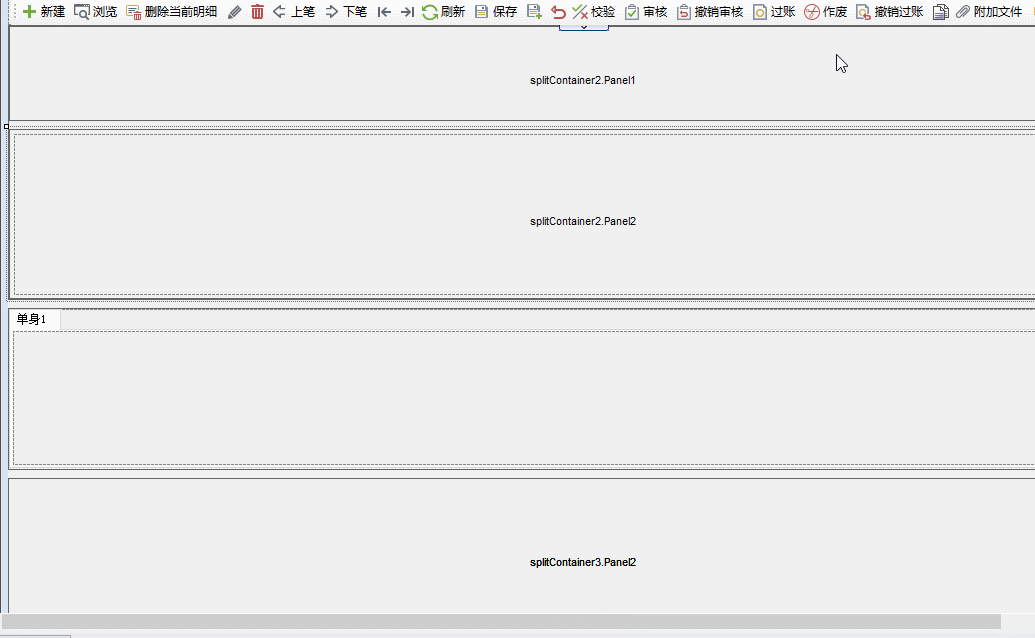 新建 浏览 删除当前明细 上笔 下笔 刷新 保存 校验 审核 撤销审核 过账 作废 撤销过账 附加文件
splitContainer2.Panel1
splitContainer2.Panel2
单身1
splitContainer3.Panel2